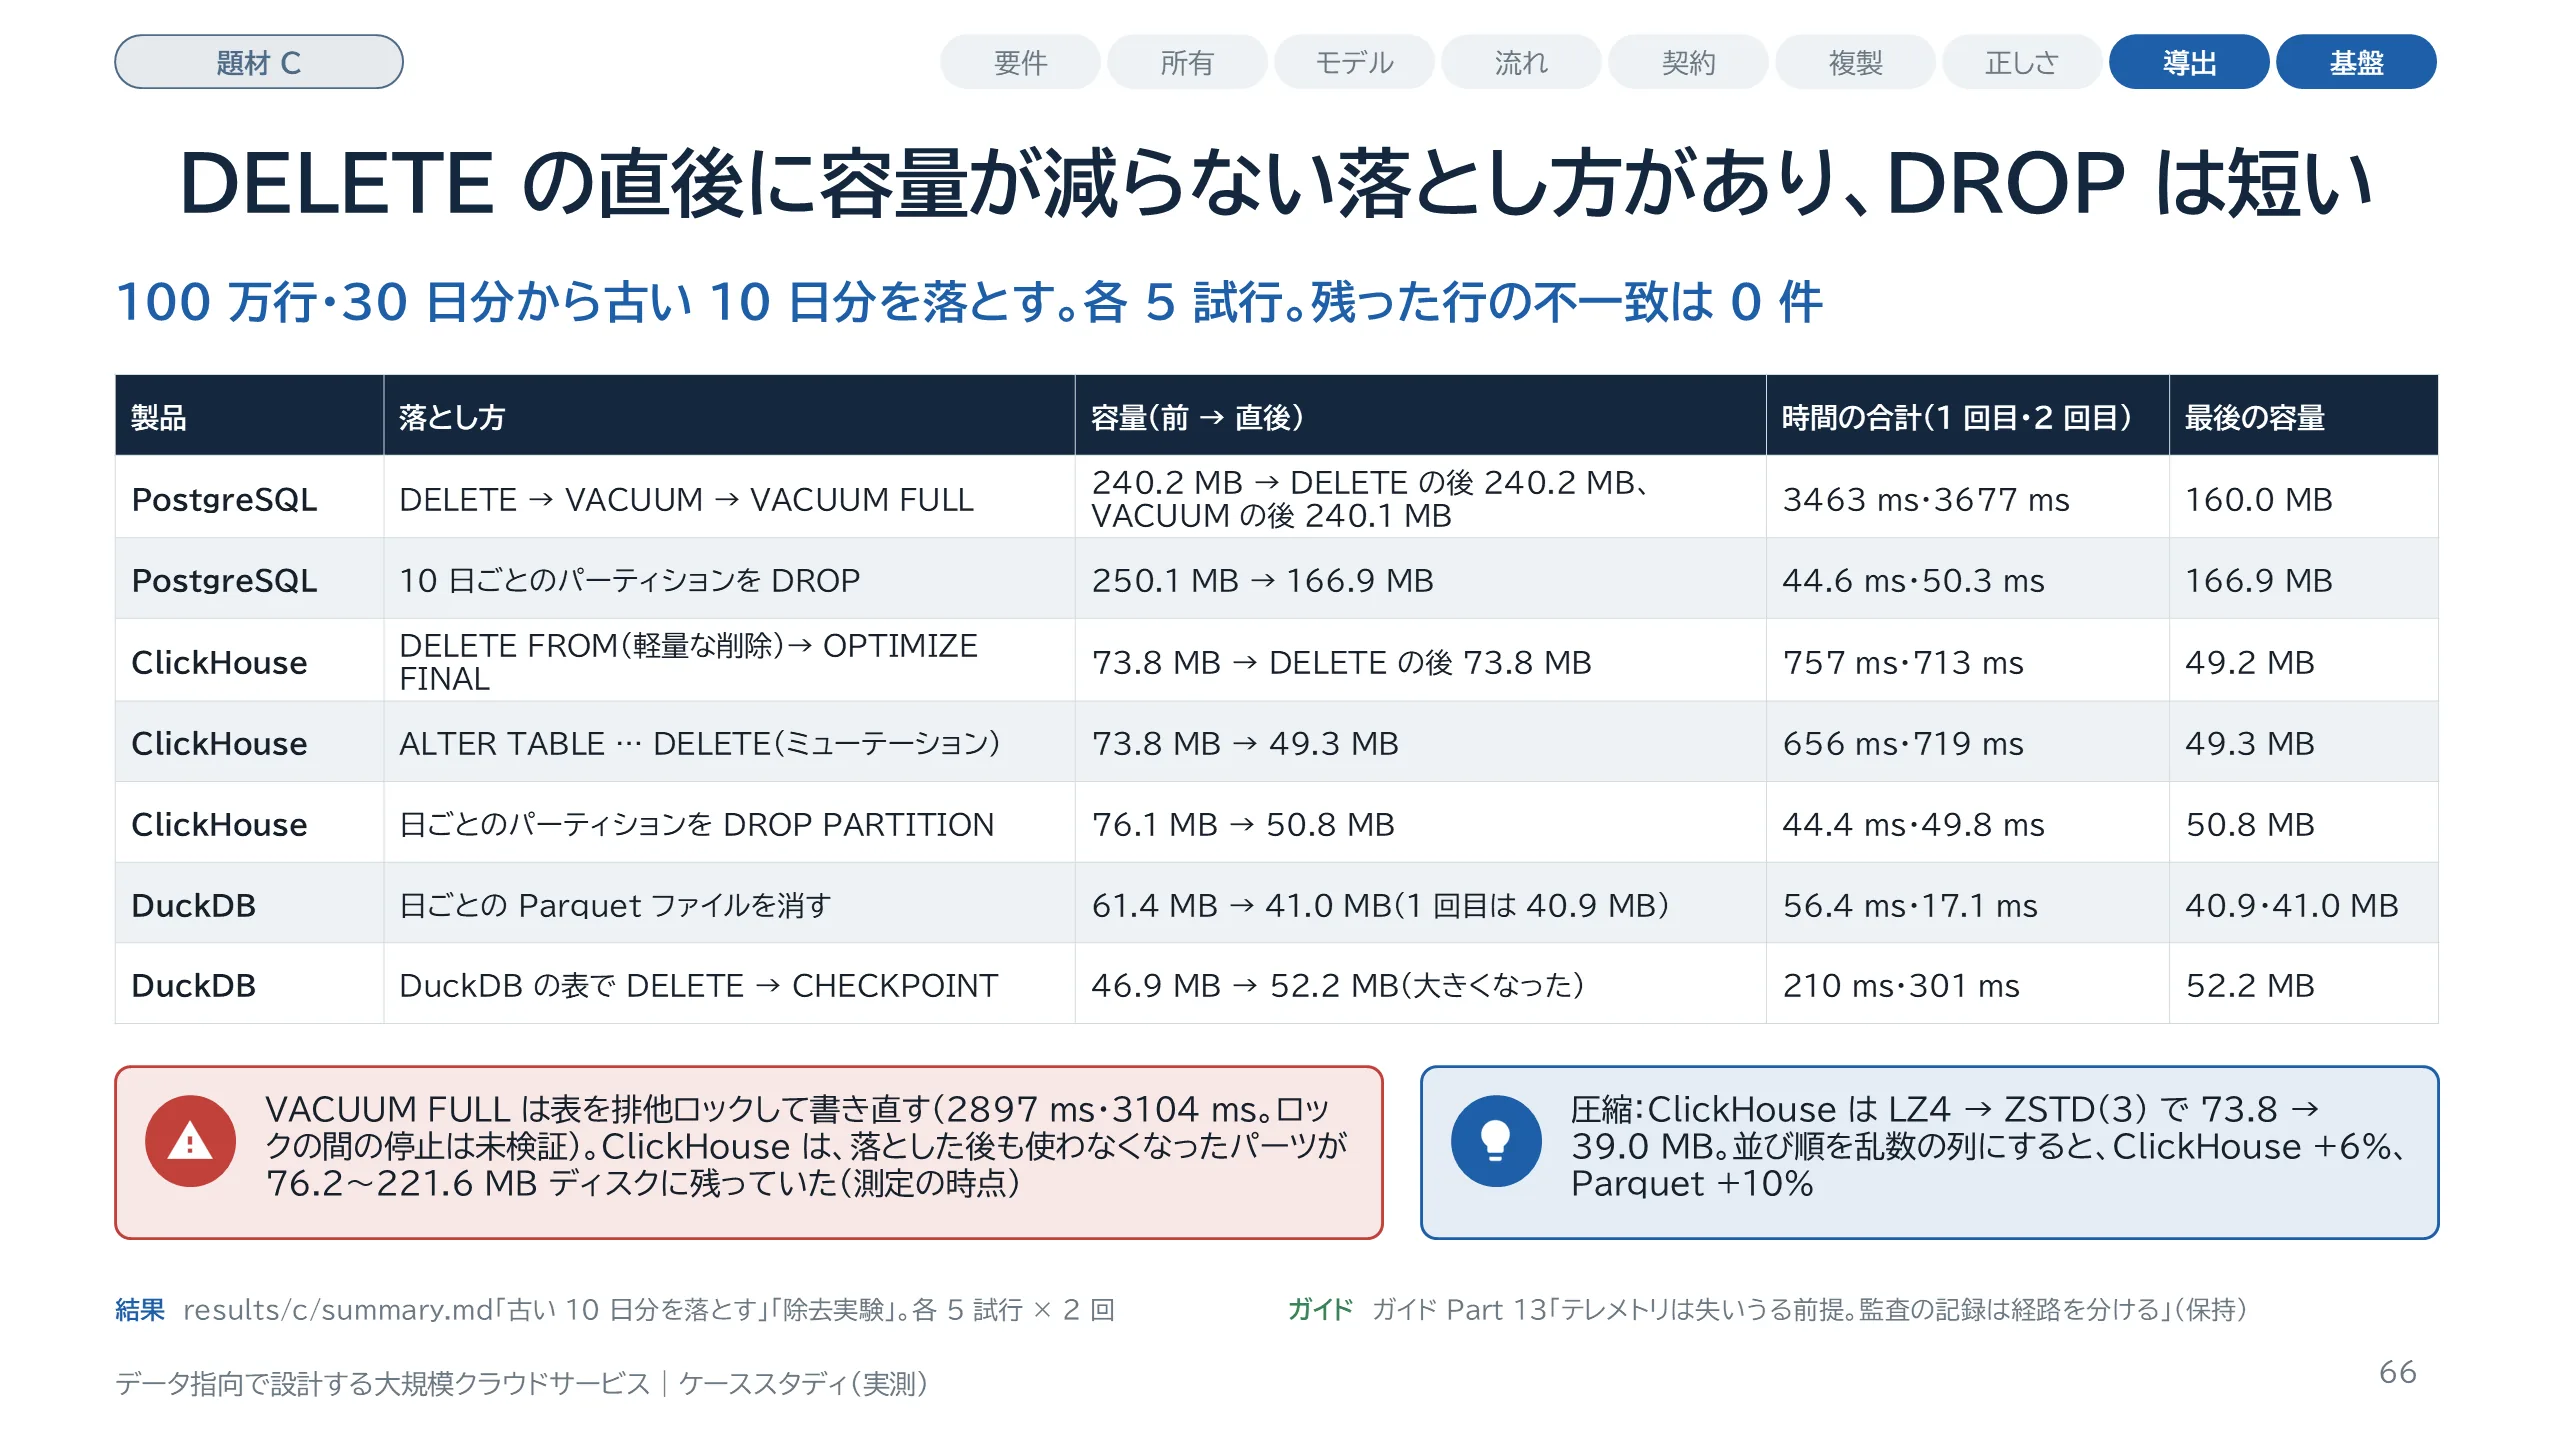 題材 C
要件 所有 モデル 流れ 契約 複製 正しさ 導出 基盤
DELETE の直後に容量が減らない落とし方があり、DROP は短い
100 万行・30 日分から古い 10 日分を落とす。各 5 試行。残った行の不一致は 0 件
製品 落とし方 容量（前 → 直後） 時間の合計（1 回目・2 回目） 最後の容量
PostgreSQL DELETE → VACUUM → VACUUM FULL 240.2 MB → DELETE の後 240.2 MB、
VACUUM の後 240.1 MB 3463 ms・3677 ms 160.0 MB
PostgreSQL 10 日ごとのパーティションを DROP 250.1 MB → 166.9 MB 44.6 ms・50.3 ms 166.9 MB
ClickHouse DELETE FROM（軽量な削除）→ OPTIMIZE
FINAL 73.8 MB → DELETE の後 73.8 MB 757 ms・713 ms 49.2 MB
ClickHouse ALTER TABLE … DELETE（ミューテーション） 73.8 MB → 49.3 MB 656 ms・719 ms 49.3 MB
ClickHouse 日ごとのパーティションを DROP PARTITION 76.1 MB → 50.8 MB 44.4 ms・49.8 ms 50.8 MB
DuckDB 日ごとの Parquet ファイルを消す 61.4 MB → 41.0 MB（1 回目は 40.9 MB） 56.4 ms・17.1 ms 40.9・41.0 MB
DuckDB DuckDB の表で DELETE → CHECKPOINT 46.9 MB → 52.2 MB（大きくなった） 210 ms・301 ms 52.2 MB
VACUUM FULL は表を排他ロックして書き直す（2897 ms・3104 ms。ロッ
クの間の停止は未検証）。ClickHouse は、落とした後も使わなくなったパーツが
76.2～221.6 MB ディスクに残っていた（測定の時点）
圧縮：ClickHouse は LZ4 → ZSTD(3) で 73.8 →
39.0 MB。並び順を乱数の列にすると、ClickHouse +6%、
Parquet +10%
結果 results/c/summary.md「古い 10 日分を落とす」「除去実験」。各 5 試行 × 2 回
ガイド ガイド Part 13「テレメトリは失いうる前提。監査の記録は経路を分ける」（保持）
データ指向で設計する大規模クラウドサービス｜ケーススタディ（実測）
66